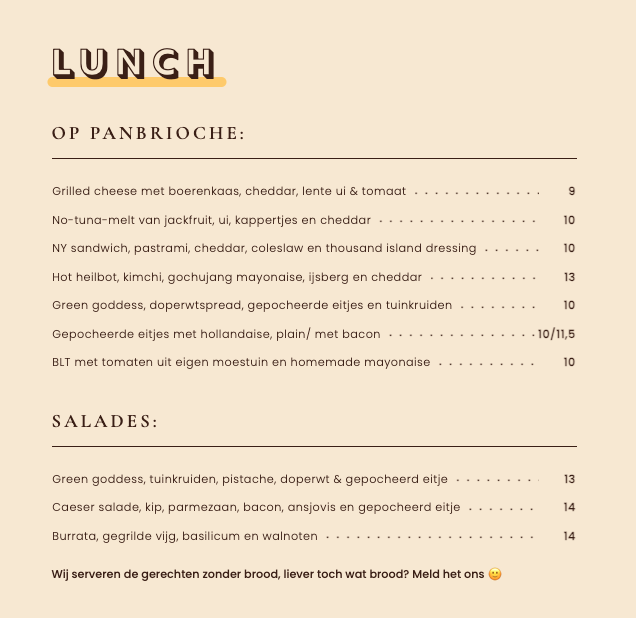 LUNCH
OP PANBRIOCHE:
Grilled cheese met boerenkaas, cheddar, lente ui & tomaat . . . . . . . . . . . . . 9
No-tuna-melt van jackfruit, ui, kappertjes en cheddar . . . . . . . . . . . . . . . . 10
NY sandwich, pastrami, cheddar, coleslaw en thousand island dressing . . . . . . 10
Hot heilbot, kimchi, gochujang mayonaise, ijsberg en cheddar . . . . . . . . . . . 13
Green goddess, doperwtspread, gepocheerde eitjes en tuinkruiden . . . . . . . . 10
Gepocheerde eitjes met hollandaise, plain/ met bacon . . . . . . . . . . . . . . . 10/11,5
BLT met tomaten uit eigen moestuin en homemade mayonaise . . . . . . . . . . 10
SALADES:
Green goddess, tuinkruiden, pistache, doperwt & gepocheerd eitje . . . . . . . . 13
Caeser salade, kip, parmezaan, bacon, ansjovis en gepocheerd eitje . . . . . . . 14
Burrata, gegrilde vijg, basilicum en walnoten . . . . . . . . . . . . . . . . . . . . . 14
Wij serveren de gerechten zonder brood, liever toch wat brood? Meld het ons 😊